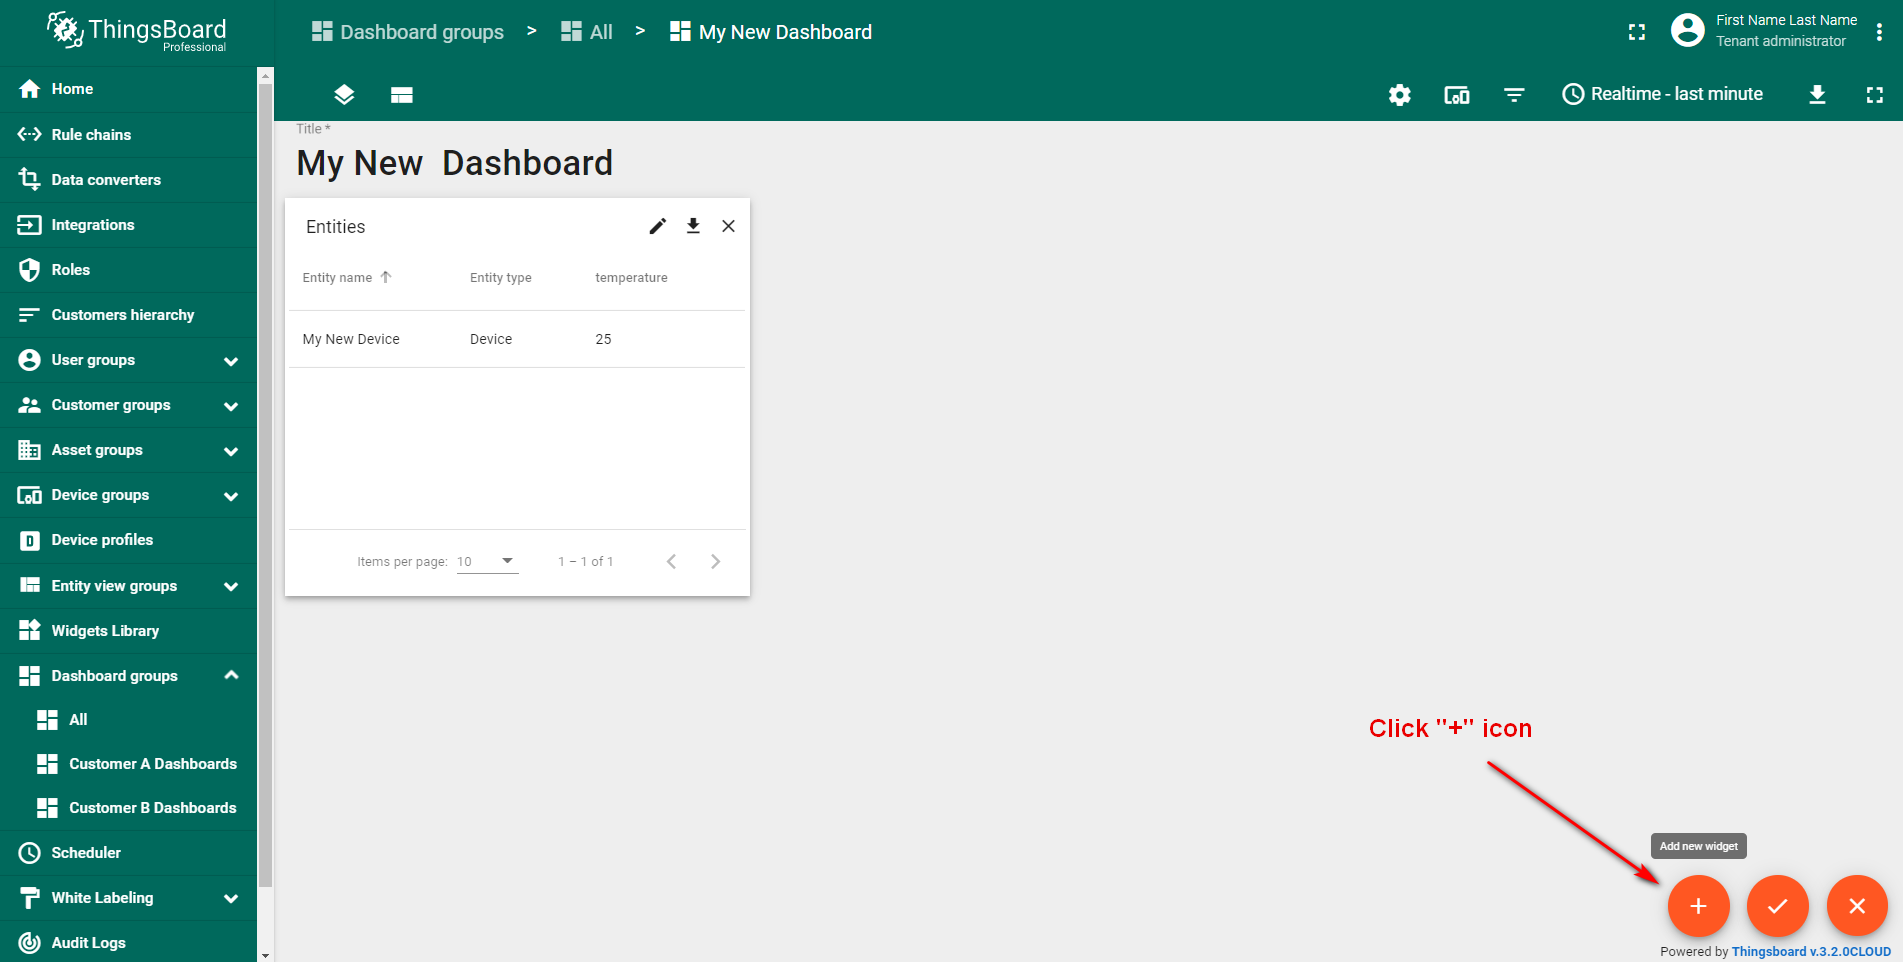 ThingsBoard
Professional
Dashboard groups > All > My New Dashboard
First Name Last Name
Tenant administrator
Realtime - last minute
Home
Rule chains
Data converters
Integrations
Roles
Customers hierarchy
User groups
Customer groups
Asset groups
Device groups
Device profiles
Entity view groups
Widgets Library
Dashboard groups
All
Customer A Dashboards
Customer B Dashboards
Scheduler
White Labeling
Audit Logs
Title *
My New  Dashboard
Entities
Entity name Entity type temperature
My New Device Device 25
Items per page: 10 1 – 1 of 1
Click "+" icon
Add new widget
Powered by Thingsboard v.3.2.0CLOUD